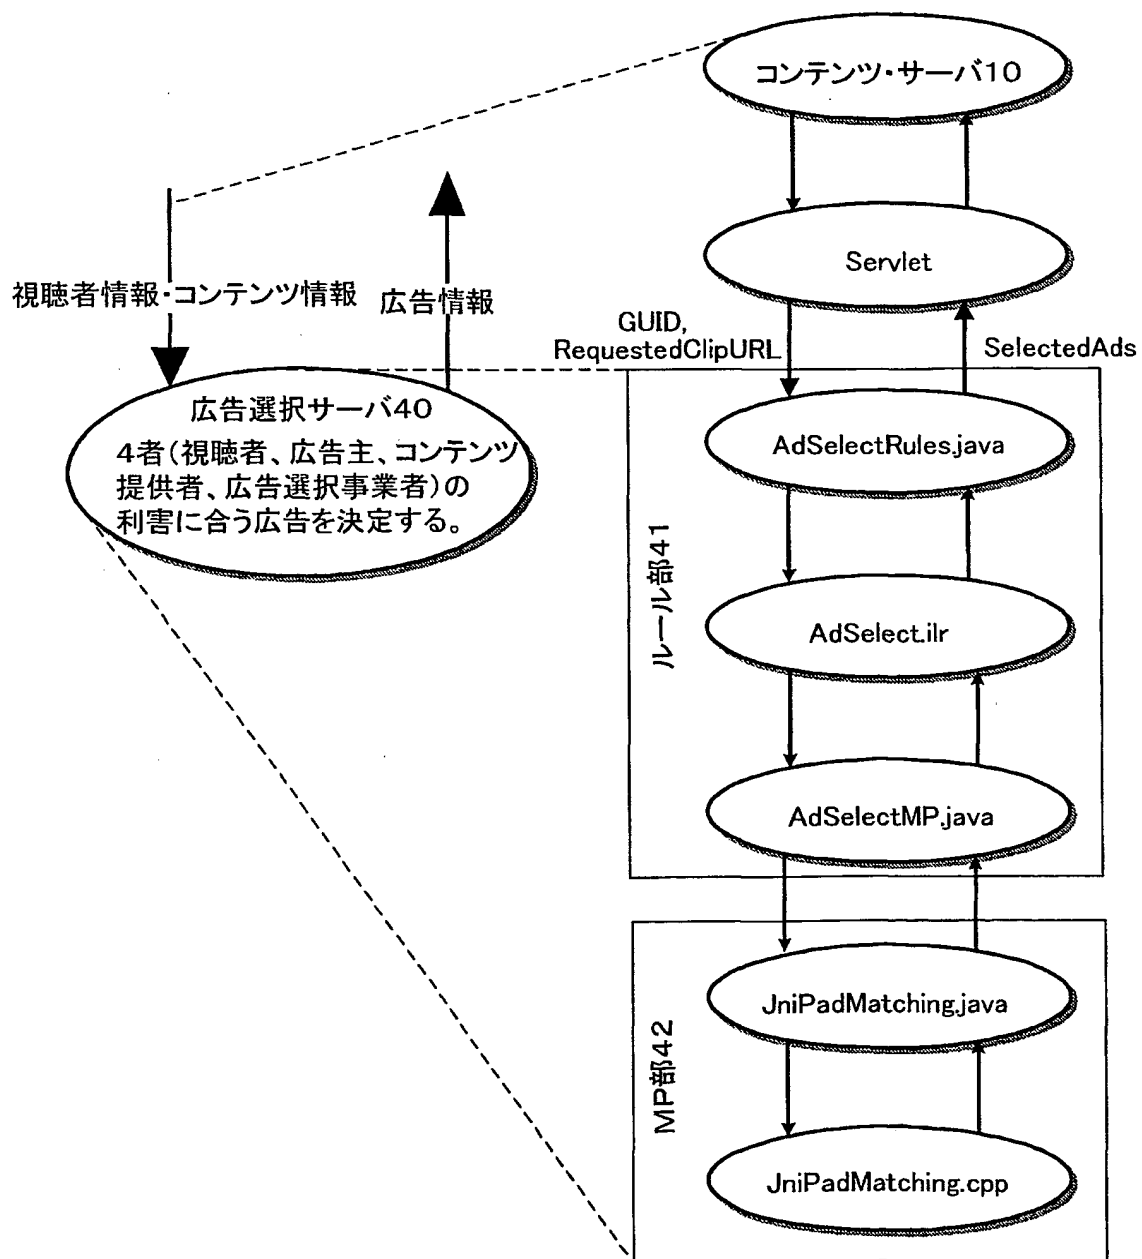 コンテンツ・サーバ10
Servlet
視聴者情報・コンテンツ情報
広告情報
GUID,
RequestedClipURL
SelectedAds
広告選択サーバ40
4者(視聴者、広告主、コンテンツ
提供者、広告選択事業者)の
利害に合う広告を決定する。
ルール部41
AdSelectRules.java
AdSelect.ilr
AdSelectMP.java
MP部42
JniPadMatching.java
JniPadMatching.cpp